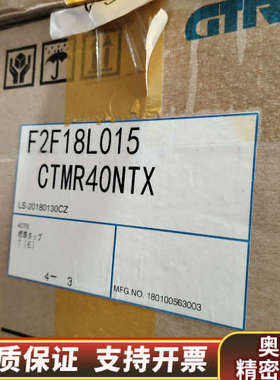 GTR
F2F18L015
CTMR40NTX
LS-20180130CZ
4- 3
MFG NO. 180100563003
质保证 支持开票
奥
精密